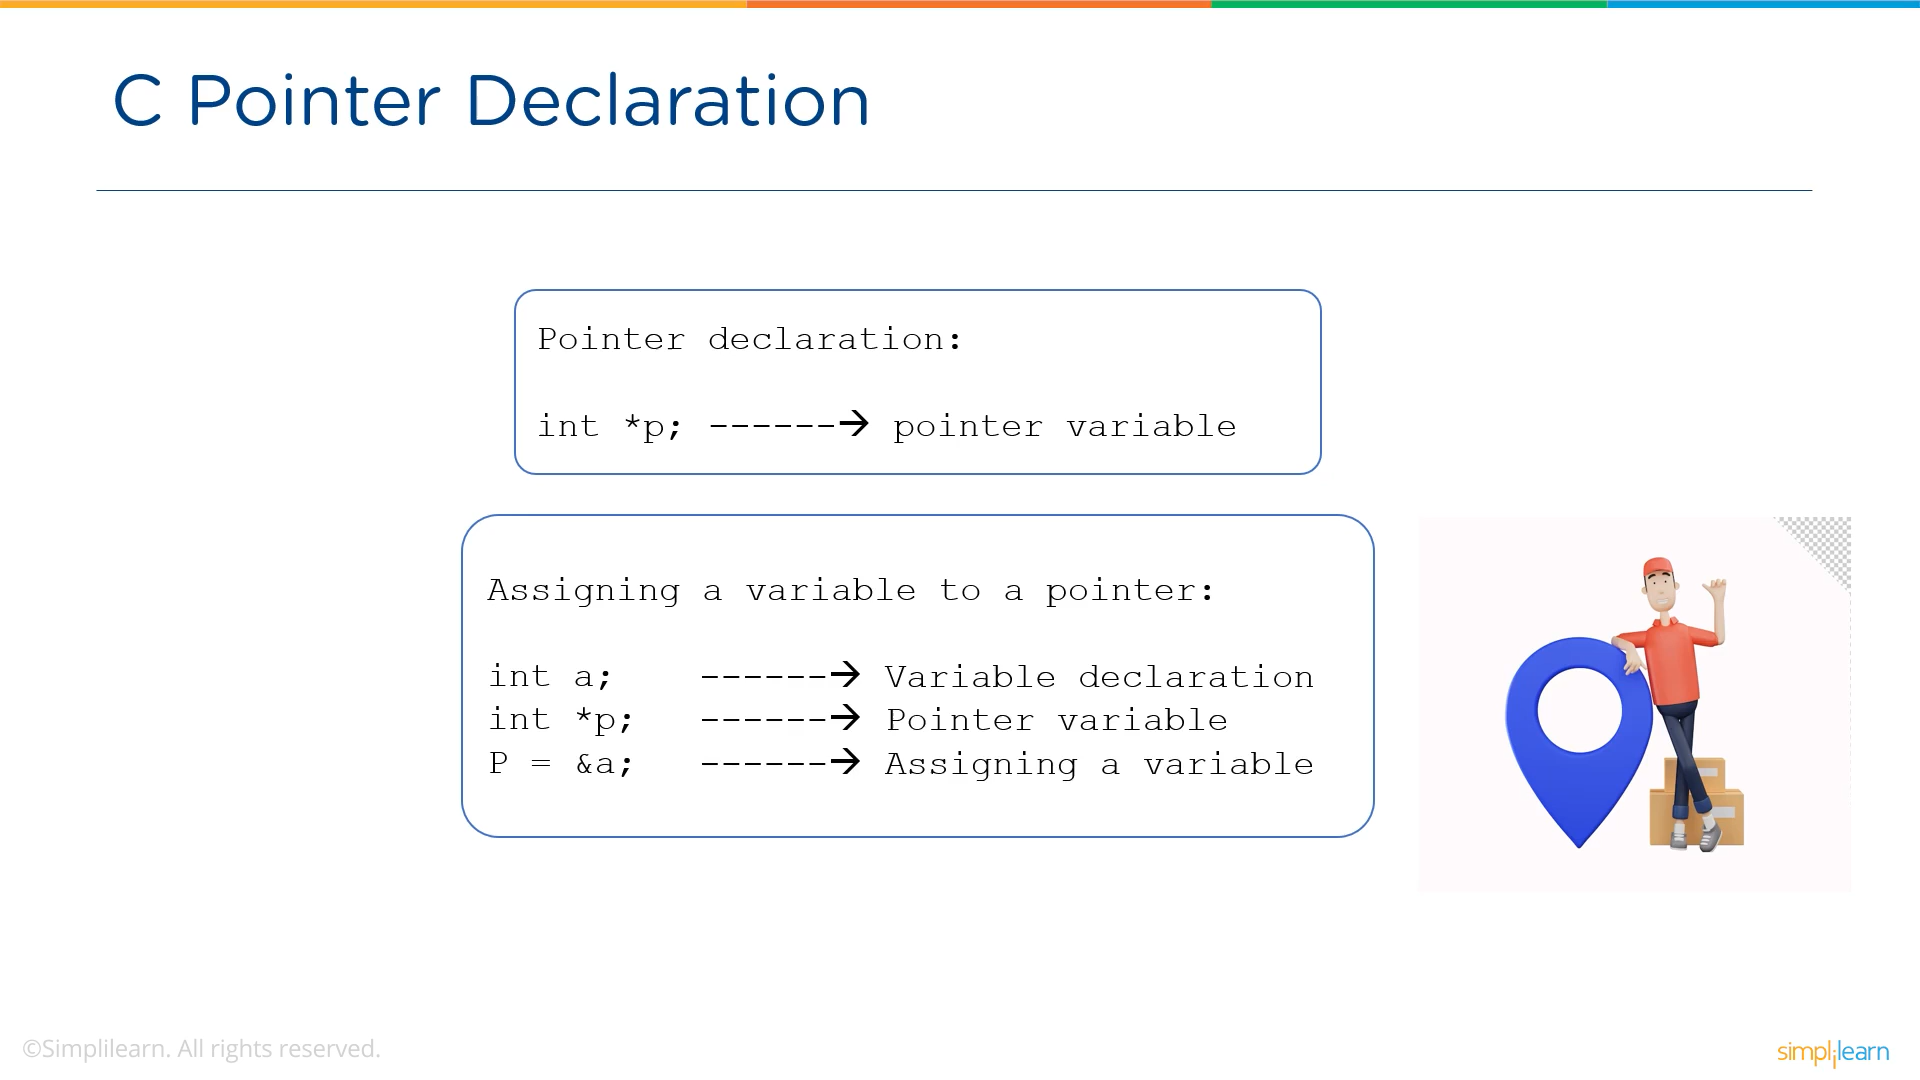 C Pointer Declaration
Pointer declaration:
int *p; ------→ pointer variable
Assigning a variable to a pointer:
int a; ------→ Variable declaration
int *p; ------→ Pointer variable
P = &a; ------→ Assigning a variable
©Simplilearn. All rights reserved.
simplilearn